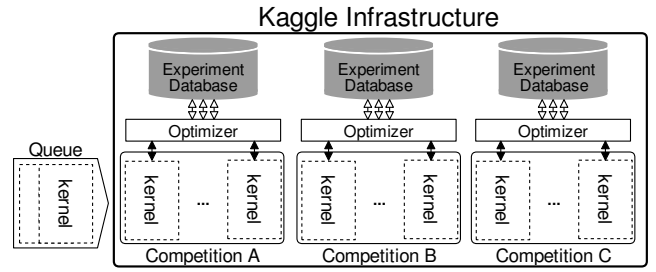 Kaggle Infrastructure
Experiment
Database
Experiment
Database
Experiment
Database
Optimizer
Optimizer
Optimizer
Queue
kernel
kernel
...
kernel
kernel
...
kernel
kernel
...
kernel
Competition A
Competition B
Competition C